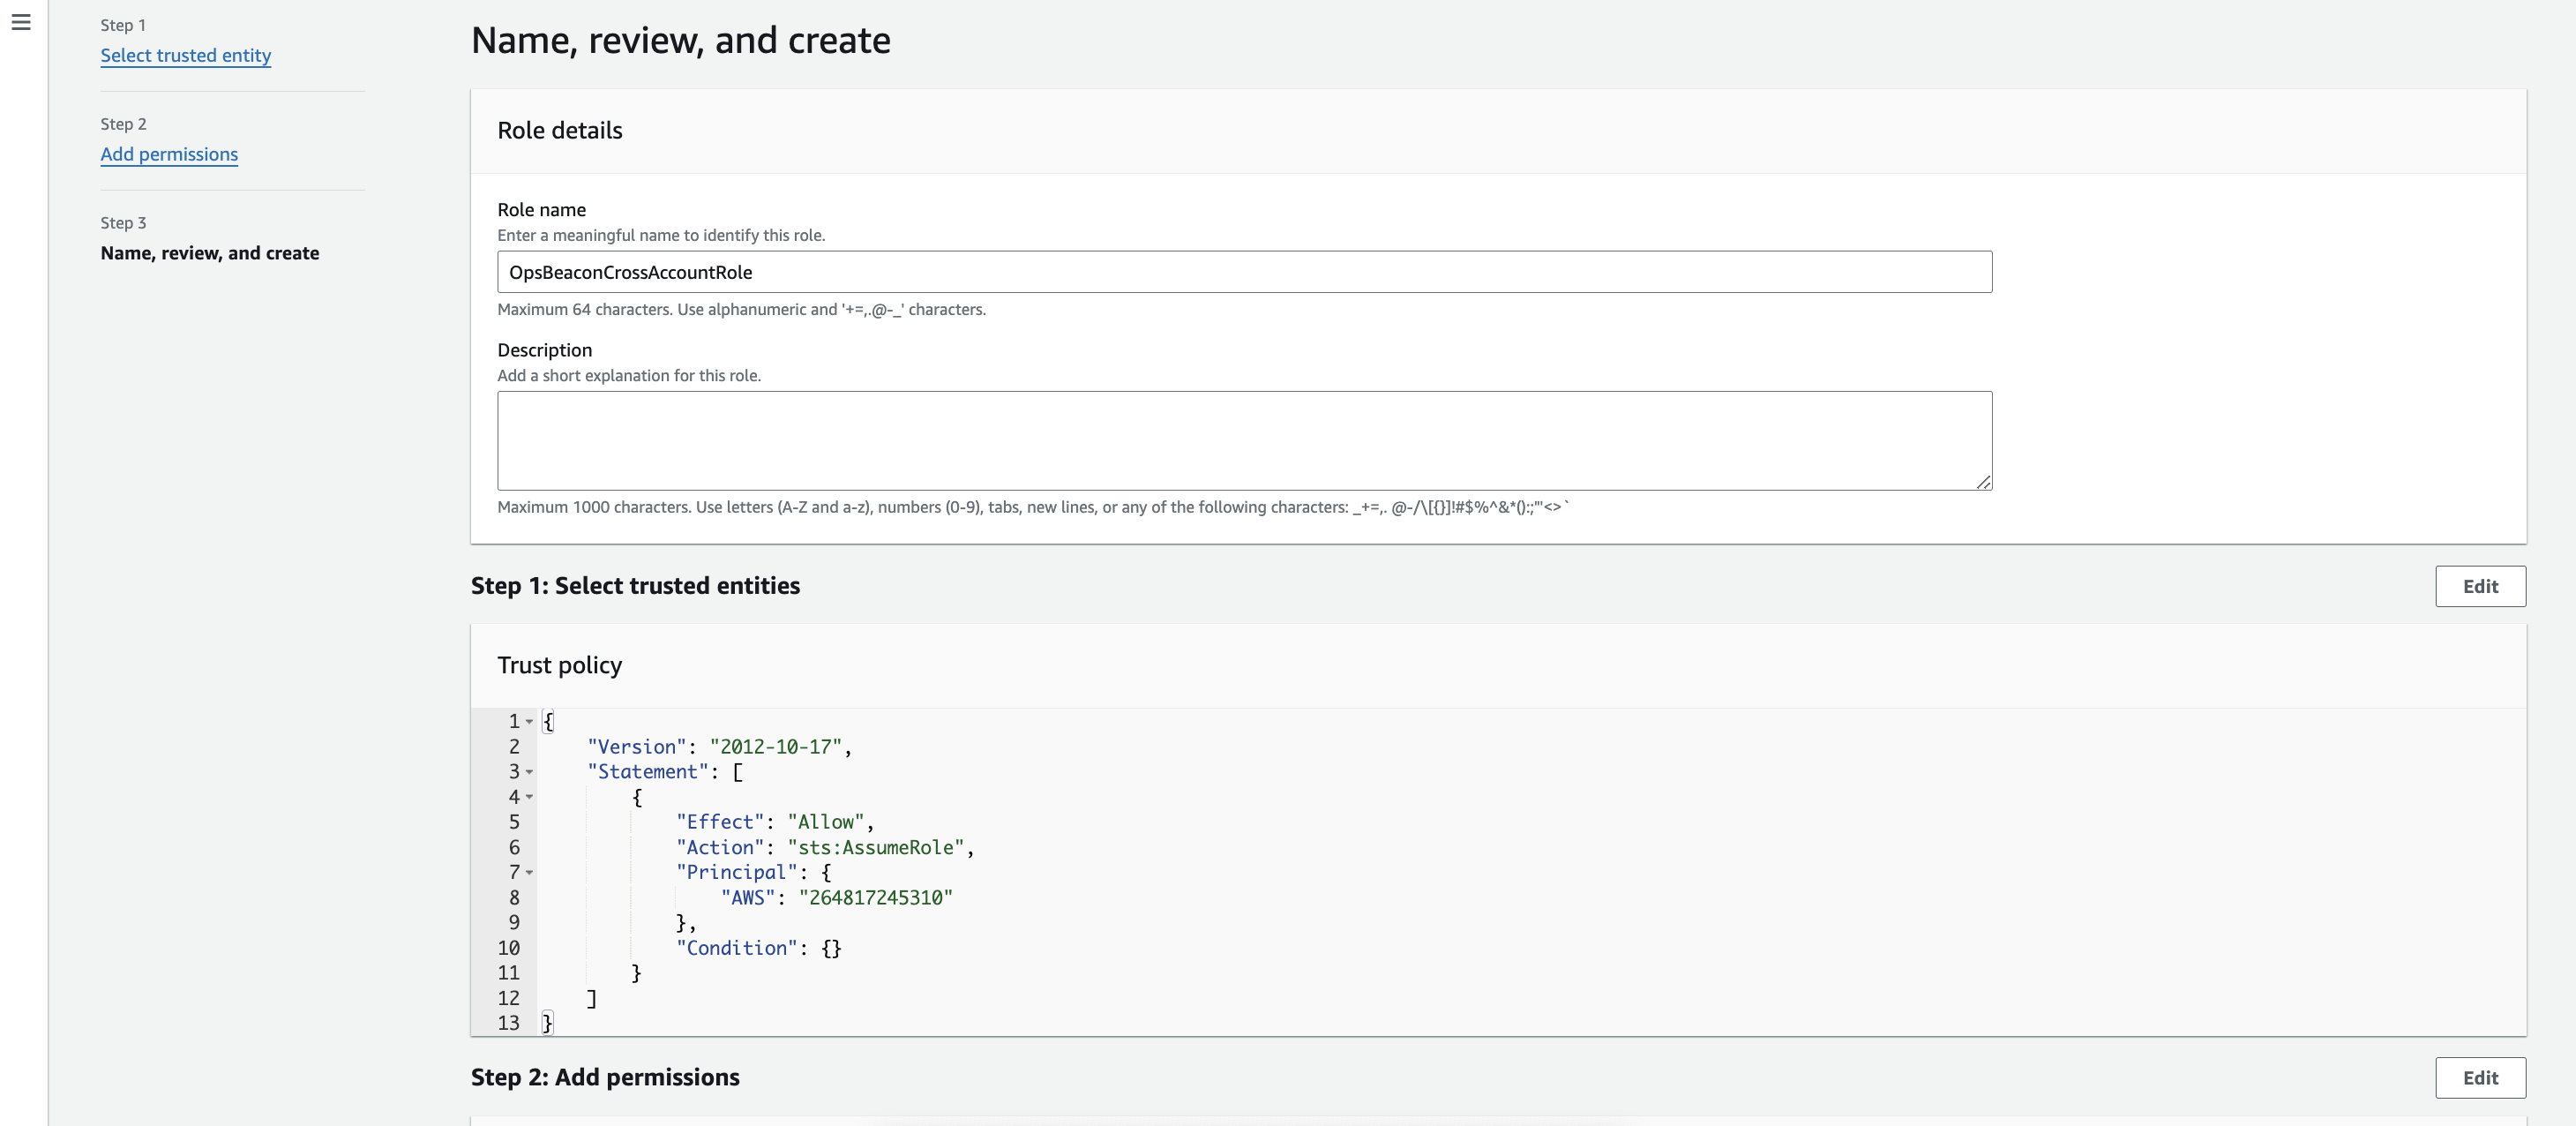 Step 1
Select trusted entity
Step 2
Add permissions
Step 3
Name, review, and create
Name, review, and create
Role details
Role name
Enter a meaningful name to identify this role.
OpsBeaconCrossAccountRole
Maximum 64 characters. Use alphanumeric and '+=,.@-_' characters.
Description
Add a short explanation for this role.
Maximum 1000 characters. Use letters (A-Z and a-z), numbers (0-9), tabs, new lines, or any of the following characters: _+=,. @-/\[{}]!#$%^&*();:'"<>`
Step 1: Select trusted entities
Edit
Trust policy
1 {
2 "Version": "2012-10-17",
3 "Statement": [
4 {
5 "Effect": "Allow",
6 "Action": "sts:AssumeRole",
7 "Principal": {
8 "AWS": "264817245310"
9 },
10 "Condition": {}
11 }
12 ]
13 }
Step 2: Add permissions
Edit